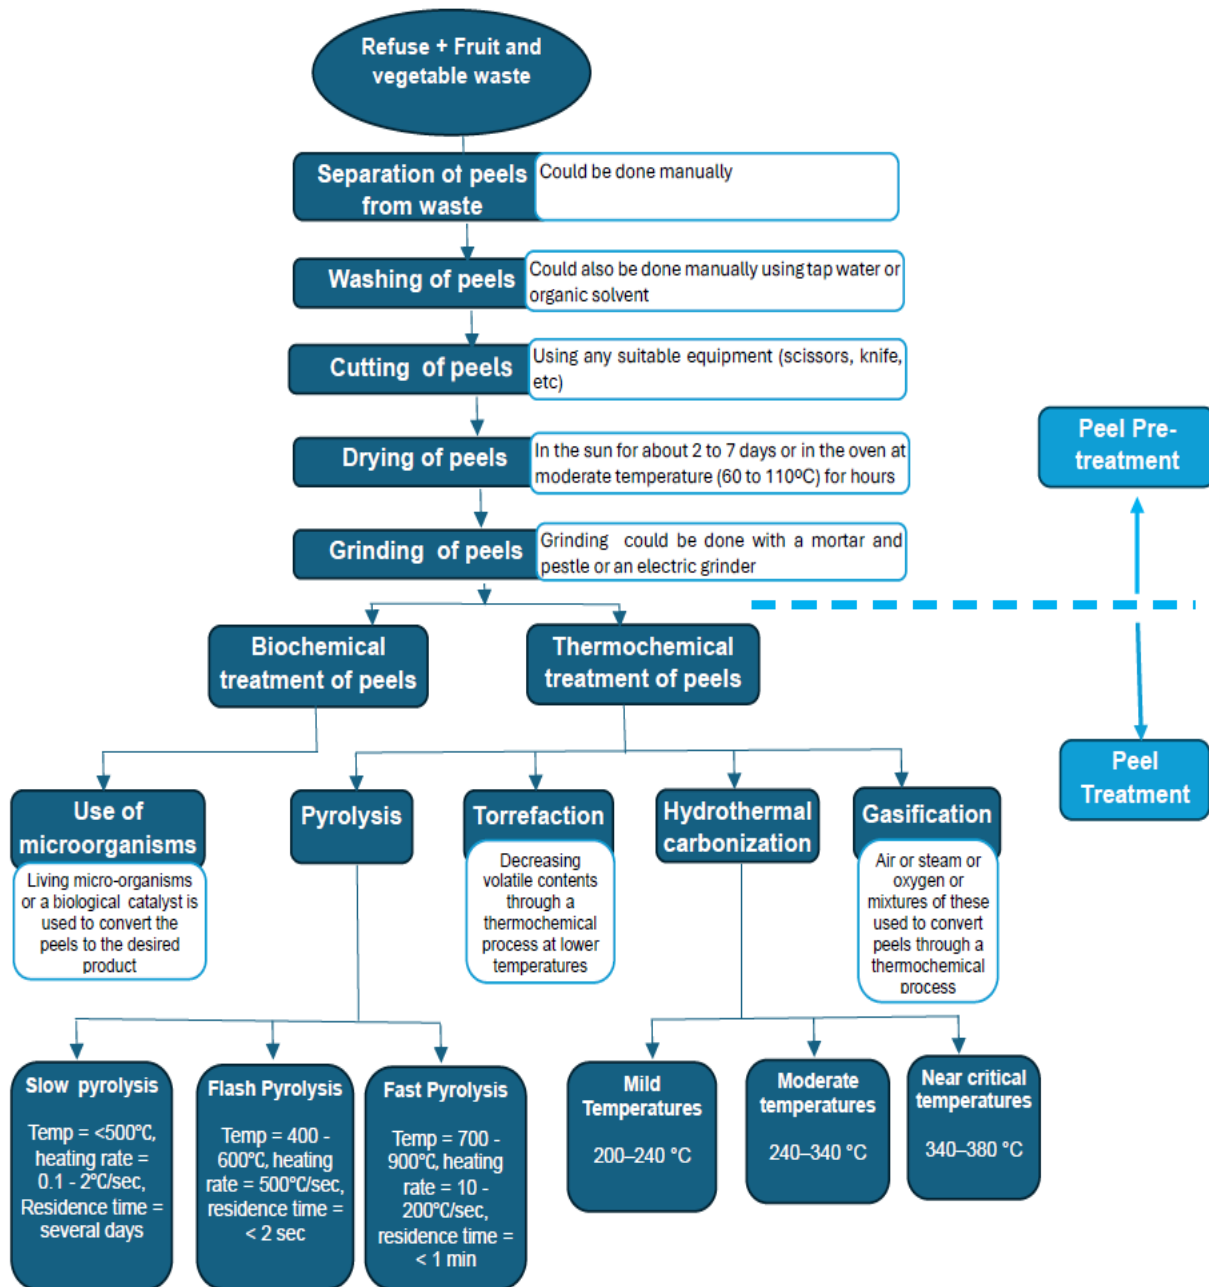 Refuse + Fruit and
vegetable waste
Separation of peels
from waste
Could be done manually
Washing of peels
Could also be done manually using tap water or
organic solvent
Cutting of peels
Using any suitable equipment (scissors, knife,
etc)
Drying of peels
In the sun for about 2 to 7 days or in the oven at
moderate temperature (60 to 110ºC) for hours
Grinding of peels
Grinding could be done with a mortar and
pestle or an electric grinder
Peel Pre-
treatment
Biochemical
treatment of peels
Thermochemical
treatment of peels
Peel
Treatment
Use of
microorganisms
Living micro-organisms
or a biological catalyst is
used to convert the
peels to the desired
product
Pyrolysis
Torrefaction
Decreasing
volatile contents
through a
thermochemical
process at lower
temperatures
Hydrothermal
carbonization
Gasification
Air or steam or
oxygen or
mixtures of these
used to convert
peels through a
thermochemical
process
Slow pyrolysis
Temp = <500℃,
heating rate =
0.1 - 2℃/sec,
Residence time =
several days
Flash Pyrolysis
Temp = 400 -
600℃, heating
rate = 500℃/sec,
residence time =
< 2 sec
Fast Pyrolysis
Temp = 700 -
900℃, heating
rate = 10 -
200℃/sec,
residence time =
< 1 min
Mild
Temperatures
200–240 °C
Moderate
temperatures
240–340 °C
Near critical
temperatures
340–380 °C